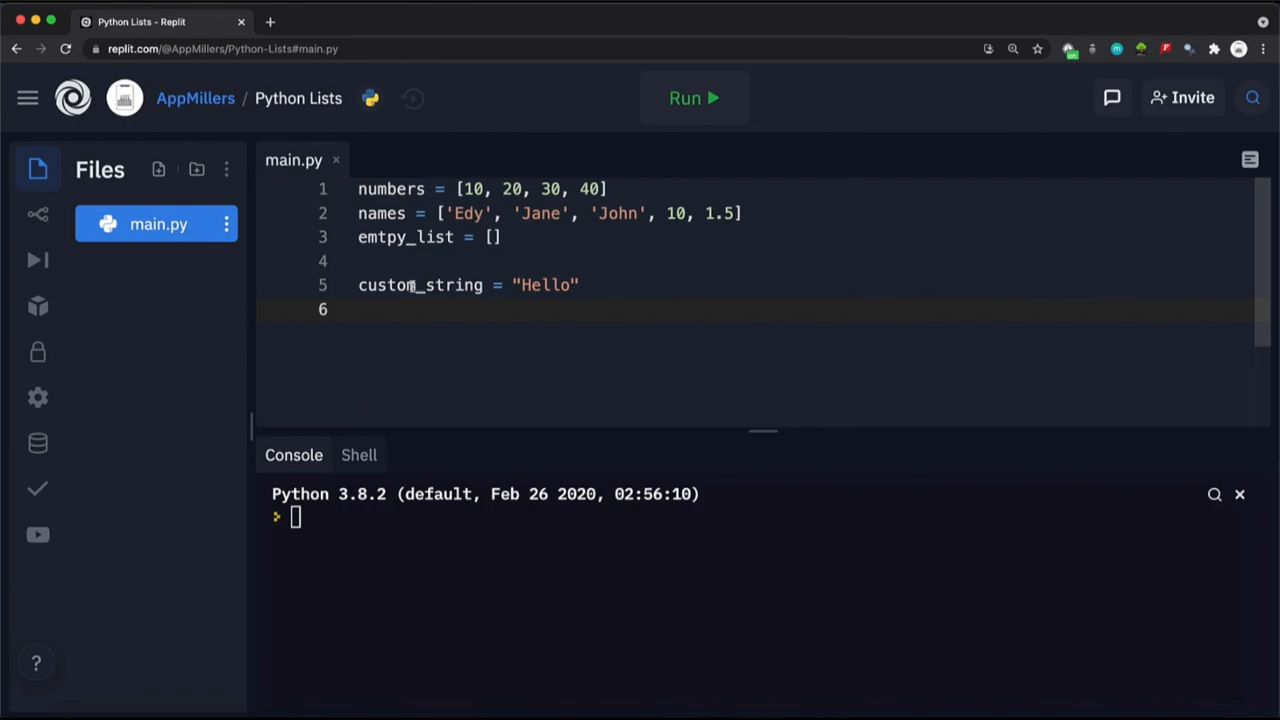 Python Lists - Replit
replit.com/@AppMillers/Python-Lists#main.py
AppMillers / Python Lists
Run
Invite
Files
main.py
main.py
1 numbers = [10, 20, 30, 40]
2 names = ['Edy', 'Jane', 'John', 10, 1.5]
3 emtpy_list = []
4
5 custom_string = "Hello"
6
Console
Shell
Python 3.8.2 (default, Feb 26 2020, 02:56:10)
?